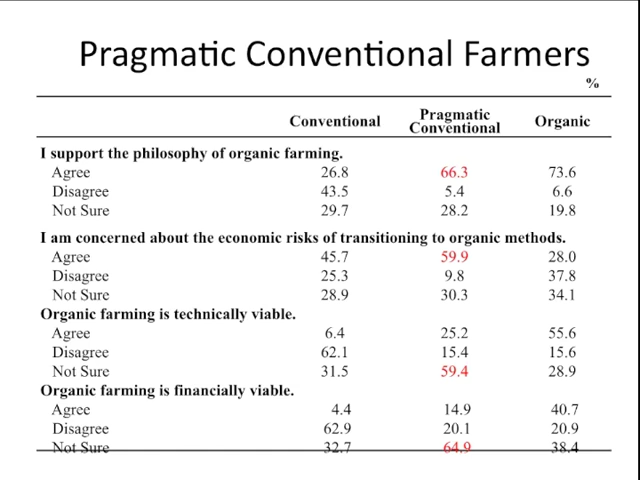 Pragmatic Conventional Farmers
%
Conventional Pragmatic Conventional Organic
I support the philosophy of organic farming.
Agree 26.8 66.3 73.6
Disagree 43.5 5.4 6.6
Not Sure 29.7 28.2 19.8
I am concerned about the economic risks of transitioning to organic methods.
Agree 45.7 59.9 28.0
Disagree 25.3 9.8 37.8
Not Sure 28.9 30.3 34.1
Organic farming is technically viable.
Agree 6.4 25.2 55.6
Disagree 62.1 15.4 15.6
Not Sure 31.5 59.4 28.9
Organic farming is financially viable.
Agree 4.4 14.9 40.7
Disagree 62.9 20.1 20.9
Not Sure 32.7 64.9 38.4